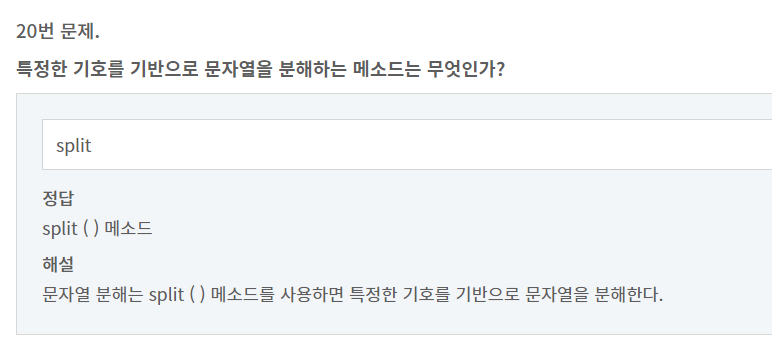 20번 문제.
특정한 기호를 기반으로 문자열을 분해하는 메소드는 무엇인가?
split
정답
split ( ) 메소드
해설
문자열 분해는 split ( ) 메소드를 사용하면 특정한 기호를 기반으로 문자열을 분해한다.